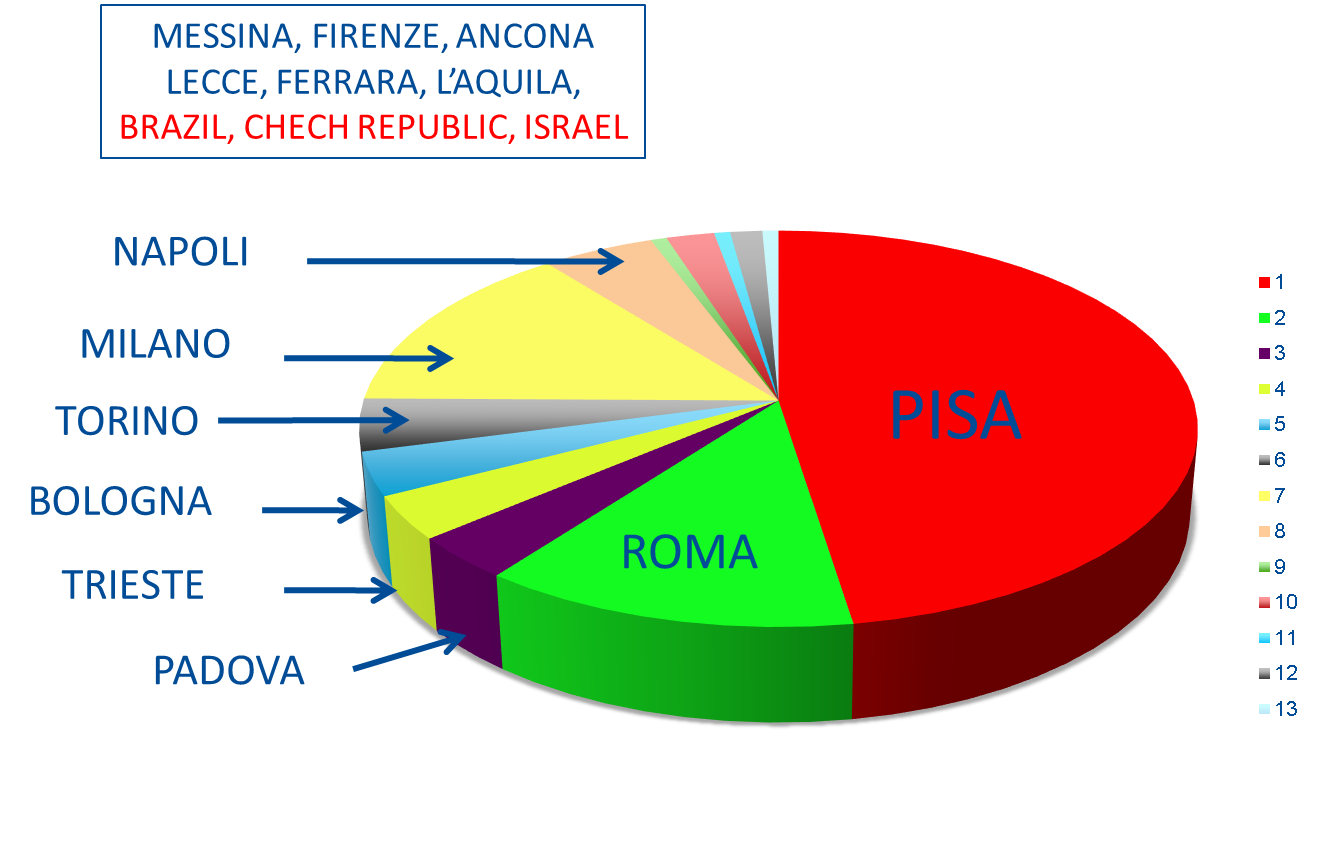 MESSINA, FIRENZE, ANCONA
LECCE, FERRARA, L’AQUILA,
BRAZIL, CHECH REPUBLIC, ISRAEL
NAPOLI
MILANO
TORINO
BOLOGNA
TRIESTE
PADOVA
ROMA
PISA
1
2
3
4
5
6
7
8
9
10
11
12
13